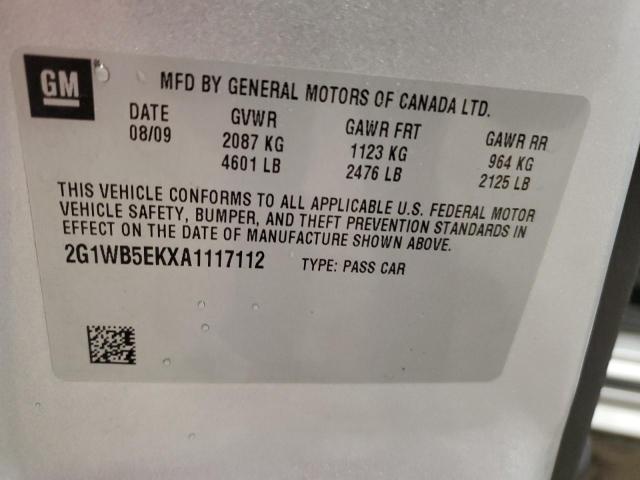 GM
MFD BY GENERAL MOTORS OF CANADA LTD.
DATE GVWR GAWR FRT GAWR RR
08/09 2087 KG 1123 KG 964 KG
4601 LB 2476 LB 2125 LB
THIS VEHICLE CONFORMS TO ALL APPLICABLE U.S. FEDERAL MOTOR
VEHICLE SAFETY, BUMPER, AND THEFT PREVENTION STANDARDS IN
EFFECT ON THE DATE OF MANUFACTURE SHOWN ABOVE.
2G1WB5EKXA1117112 TYPE: PASS CAR